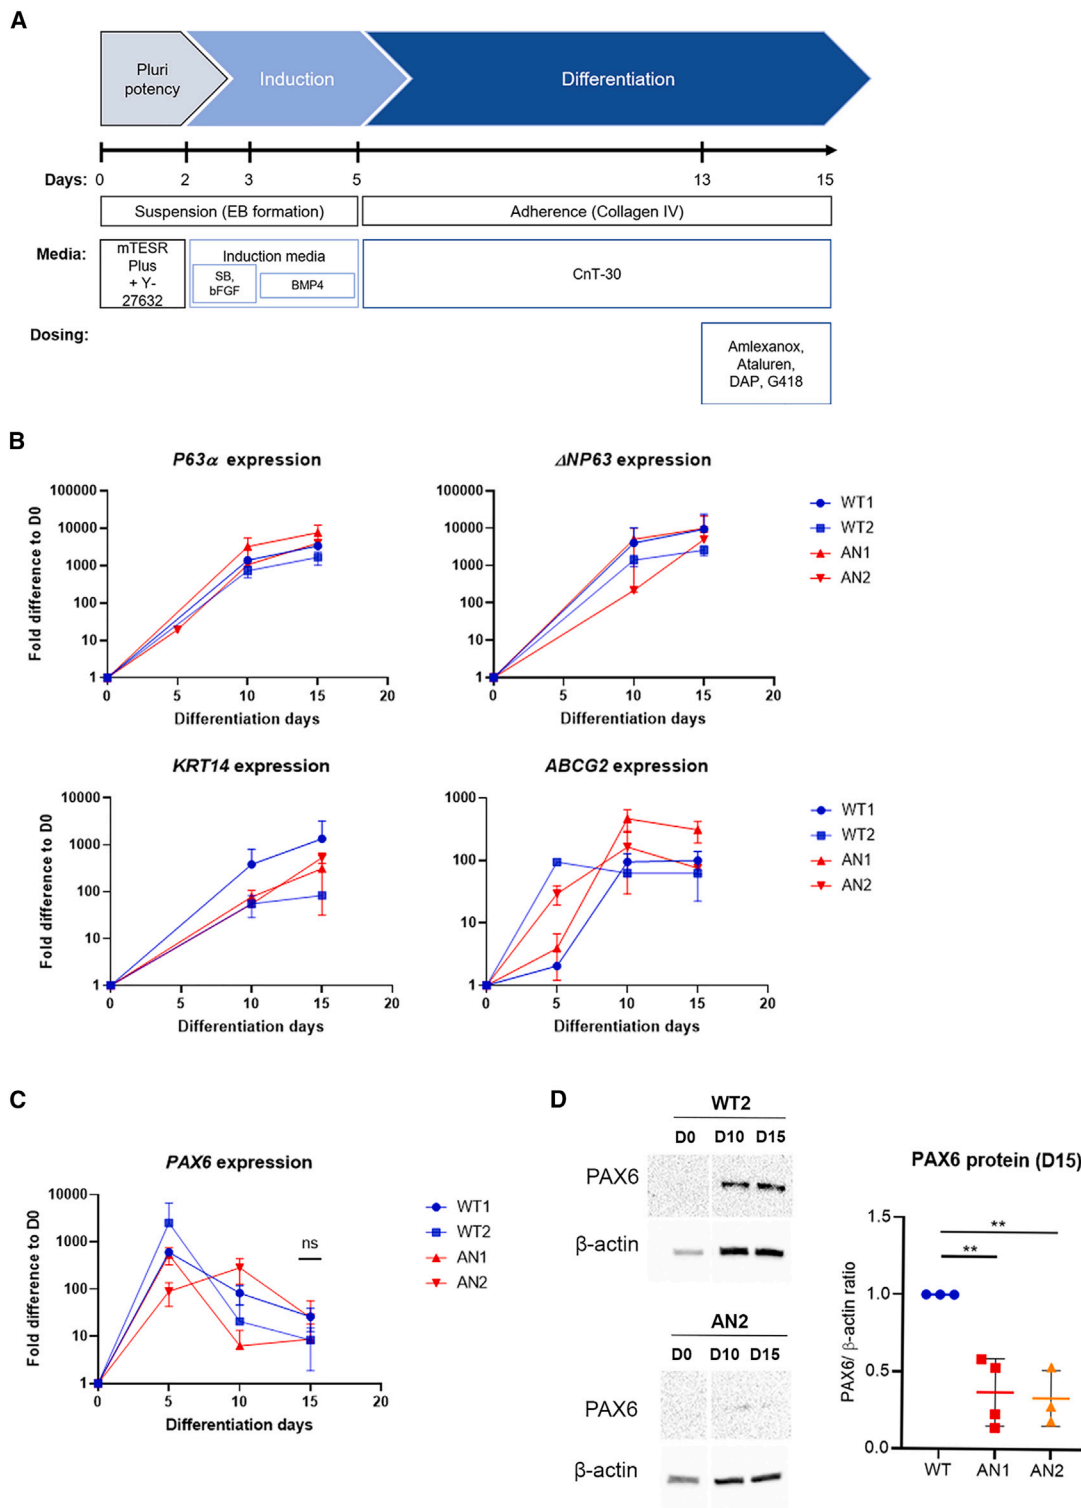 A
Pluri
potency
Induction
Differentiation
Days: 0 2 3 5 13 15
Suspension (EB formation)
Adherence (Collagen IV)
Media:
mTESR
Plus
+ Y-
27632
Induction media
SB,
bFGF
BMP4
CnT-30
Dosing:
Amlexanox,
Ataluren,
DAP, G418
B
P63α expression
Fold difference to D0
100000
10000
1000
100
10
1
0 5 10 15 20
Differentiation days
ΔNP63 expression
100000
10000
1000
100
10
1
0 5 10 15 20
Differentiation days
WT1
WT2
AN1
AN2
KRT14 expression
Fold difference to D0
10000
1000
100
10
1
0 5 10 15 20
Differentiation days
ABCG2 expression
1000
100
10
1
0 5 10 15 20
Differentiation days
WT1
WT2
AN1
AN2
C
PAX6 expression
Fold difference to D0
10000
1000
100
10
1
ns
0 5 10 15 20
Differentiation days
WT1
WT2
AN1
AN2
D
WT2
D0 D10 D15
PAX6
β-actin
AN2
D0 D10 D15
PAX6
β-actin
PAX6 protein (D15)
PAX6/ β-actin ratio
1.5
1.0
0.5
0.0
**
**
WT AN1 AN2